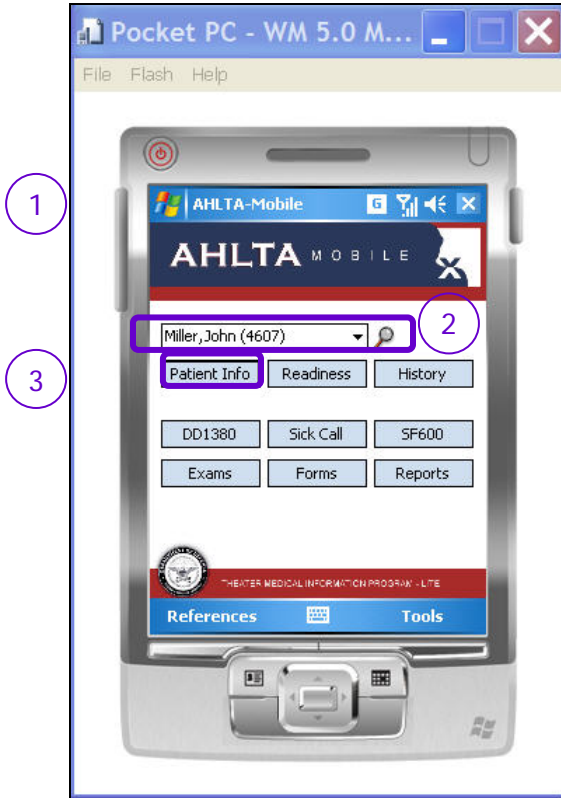 Pocket PC - WM 5.0 M...
File Flash Help
1
AHLTA-Mobile G
AHLTA MOBILE
Miller,John (4607)
2
3
Patient Info Readiness History
DD1380 Sick Call SF600
Exams Forms Reports
THEATER MEDICAL INFORMATION PROGRAM - LITE
References Tools